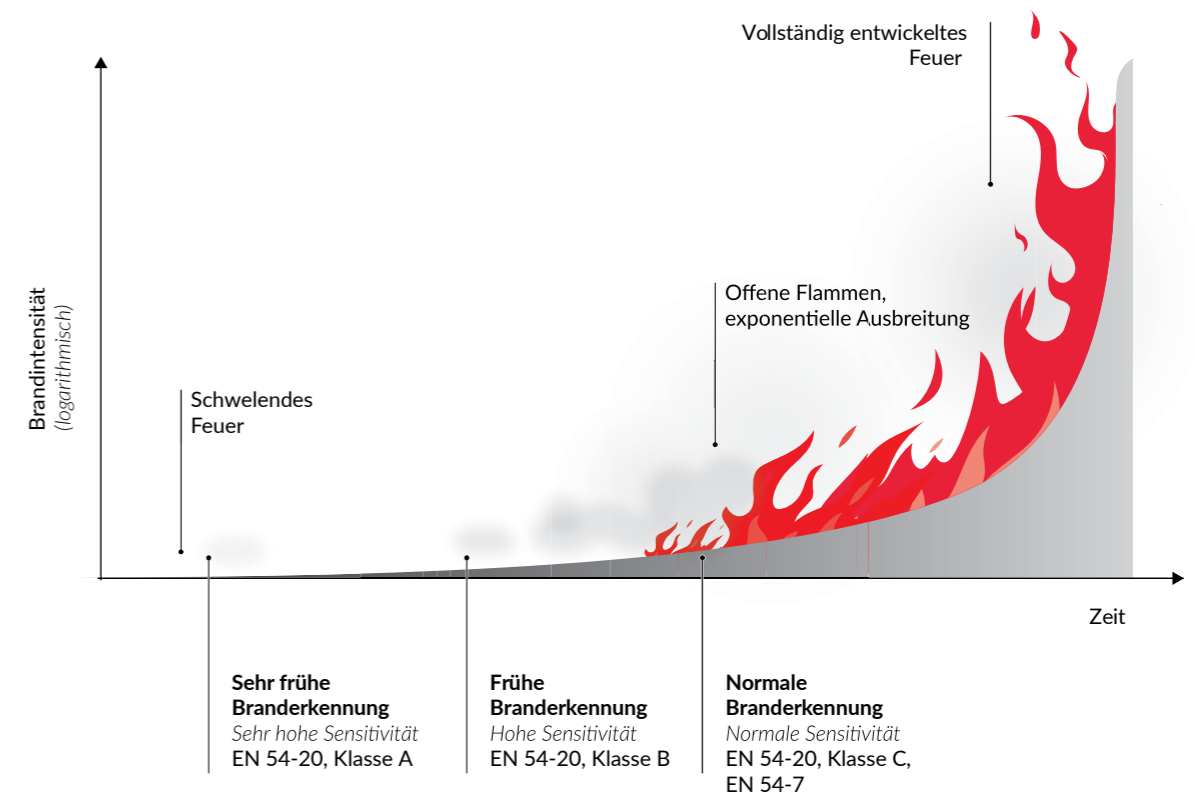 Vollständig entwickeltes
Feuer
Offene Flammen,
exponentielle Ausbreitung
Schwelendes
Feuer
Brandintensität
(logarithmisch)
Zeit
Sehr frühe
Branderkennung
Sehr hohe Sensitivität
EN 54-20, Klasse A
Frühe
Branderkennung
Hohe Sensitivität
EN 54-20, Klasse B
Normale
Branderkennung
Normale Sensitivität
EN 54-20, Klasse C,
EN 54-7